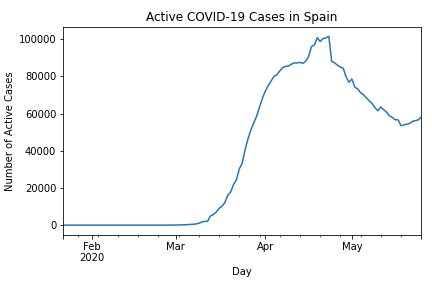 Active COVID-19 Cases in Spain
100000
80000
60000
40000
20000
0
Number of Active Cases
Feb
2020
Mar
Apr
May
Day